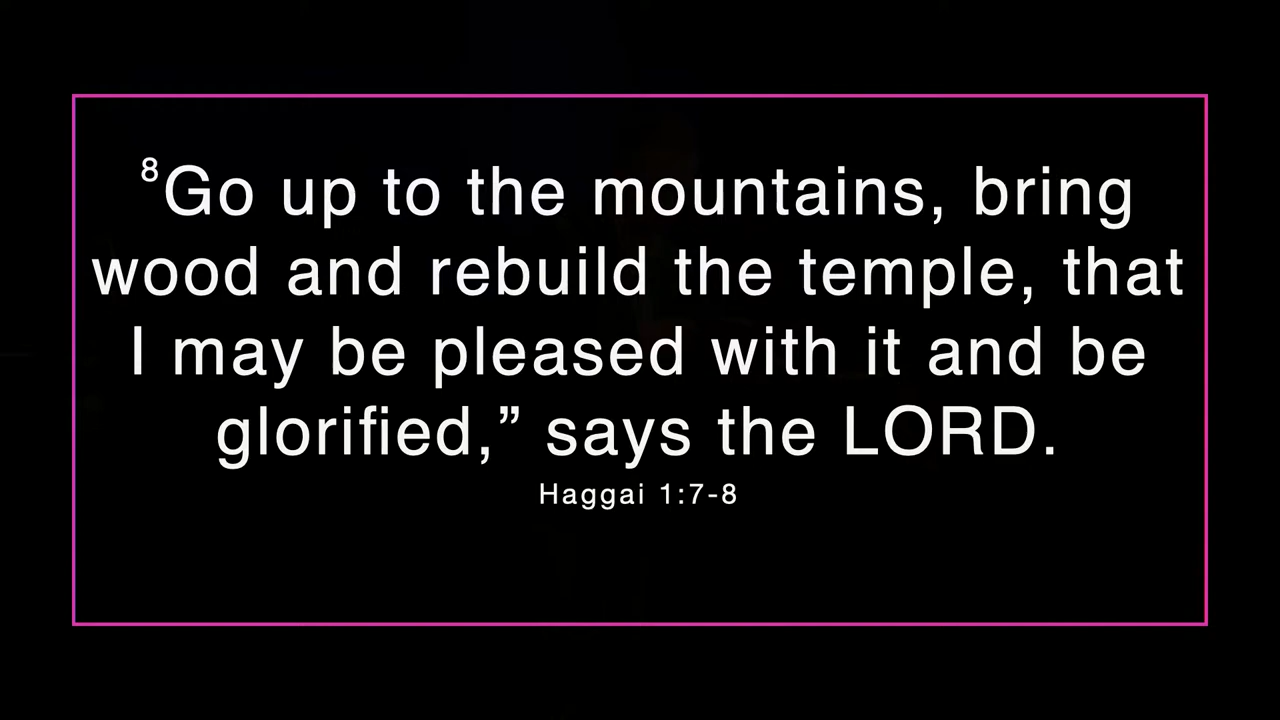 ⁸Go up to the mountains, bring
wood and rebuild the temple, that
I may be pleased with it and be
glorified,” says the LORD.
Haggai 1:7-8